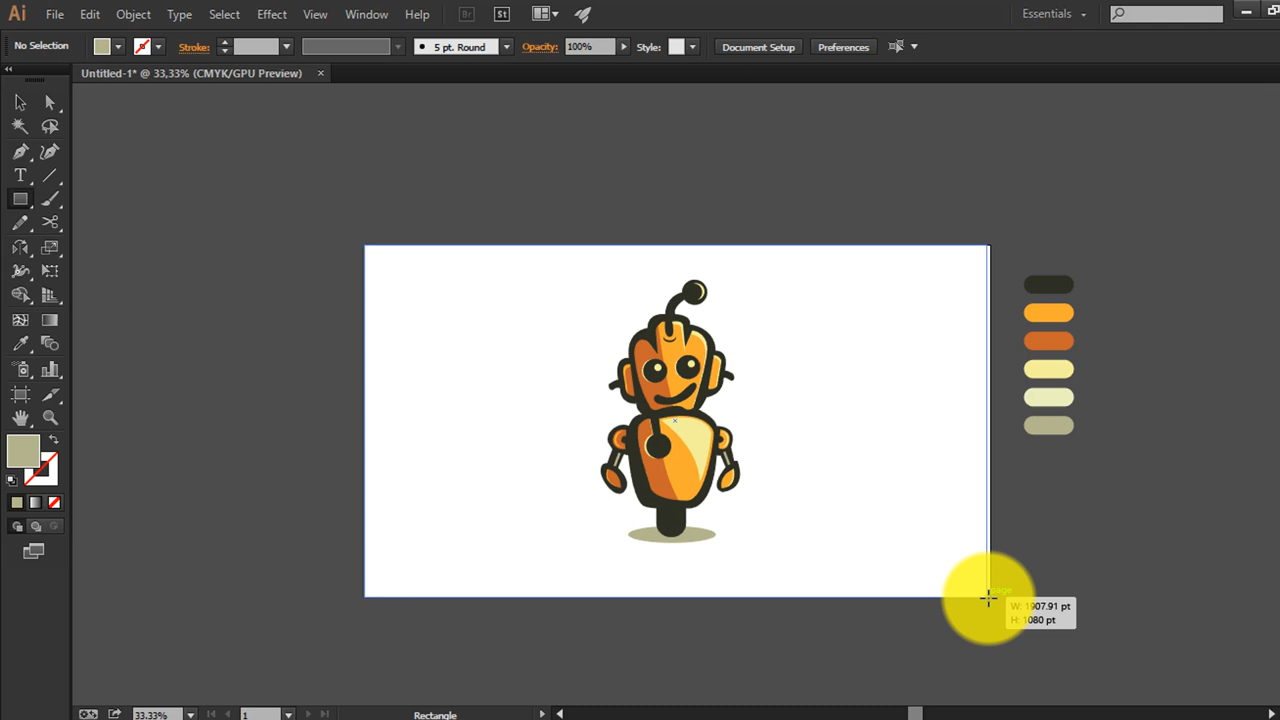 Ai File Edit Object Type Select Effect View Window Help Br St Essentials
No Selection Stroke: 5 pt. Round Opacity: 100% Style: Document Setup Preferences
Untitled-1* @ 33,33% (CMYK/GPU Preview) ×
T
page
W: 1907.91 pt
H: 1080 pt
33,33% 1 Rectangle